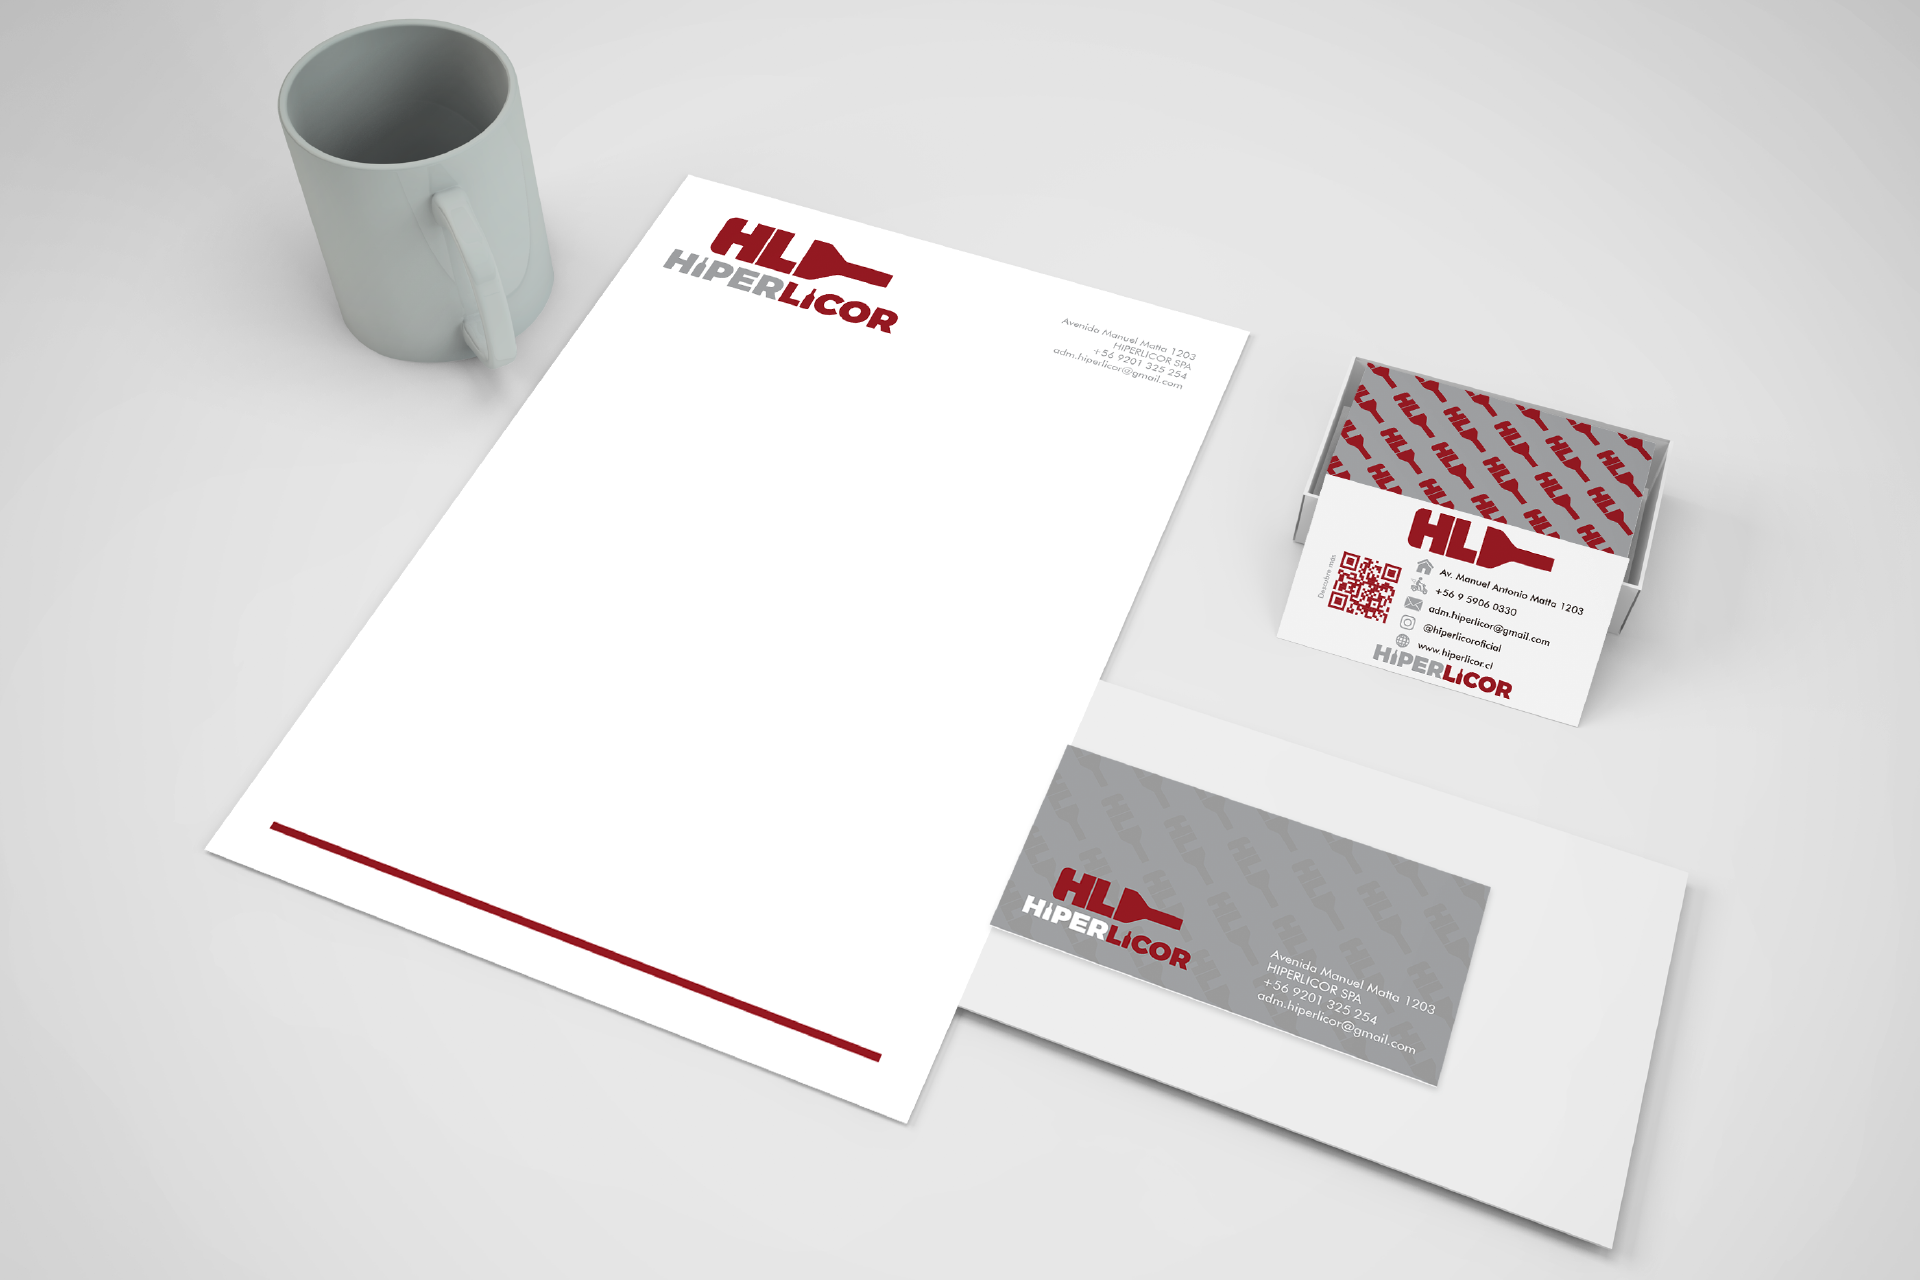 HL
HiPERLiCOR
Avenida Manuel Matta 1203
HIPERLICOR SPA
+56 9201 325 254
adm.hiperlicor@gmail.com
HL
Descubre más
Av. Manuel Antonio Matta 1203
+56 9 5906 0330
adm.hiperlicor@gmail.com
@hiperlicoroficial
www.hiperlicor.cl
HiPERLiCOR
HL
HiPERLiCOR
Avenida Manuel Matta 1203
HIPERLICOR SPA
+56 9201 325 254
adm.hiperlicor@gmail.com